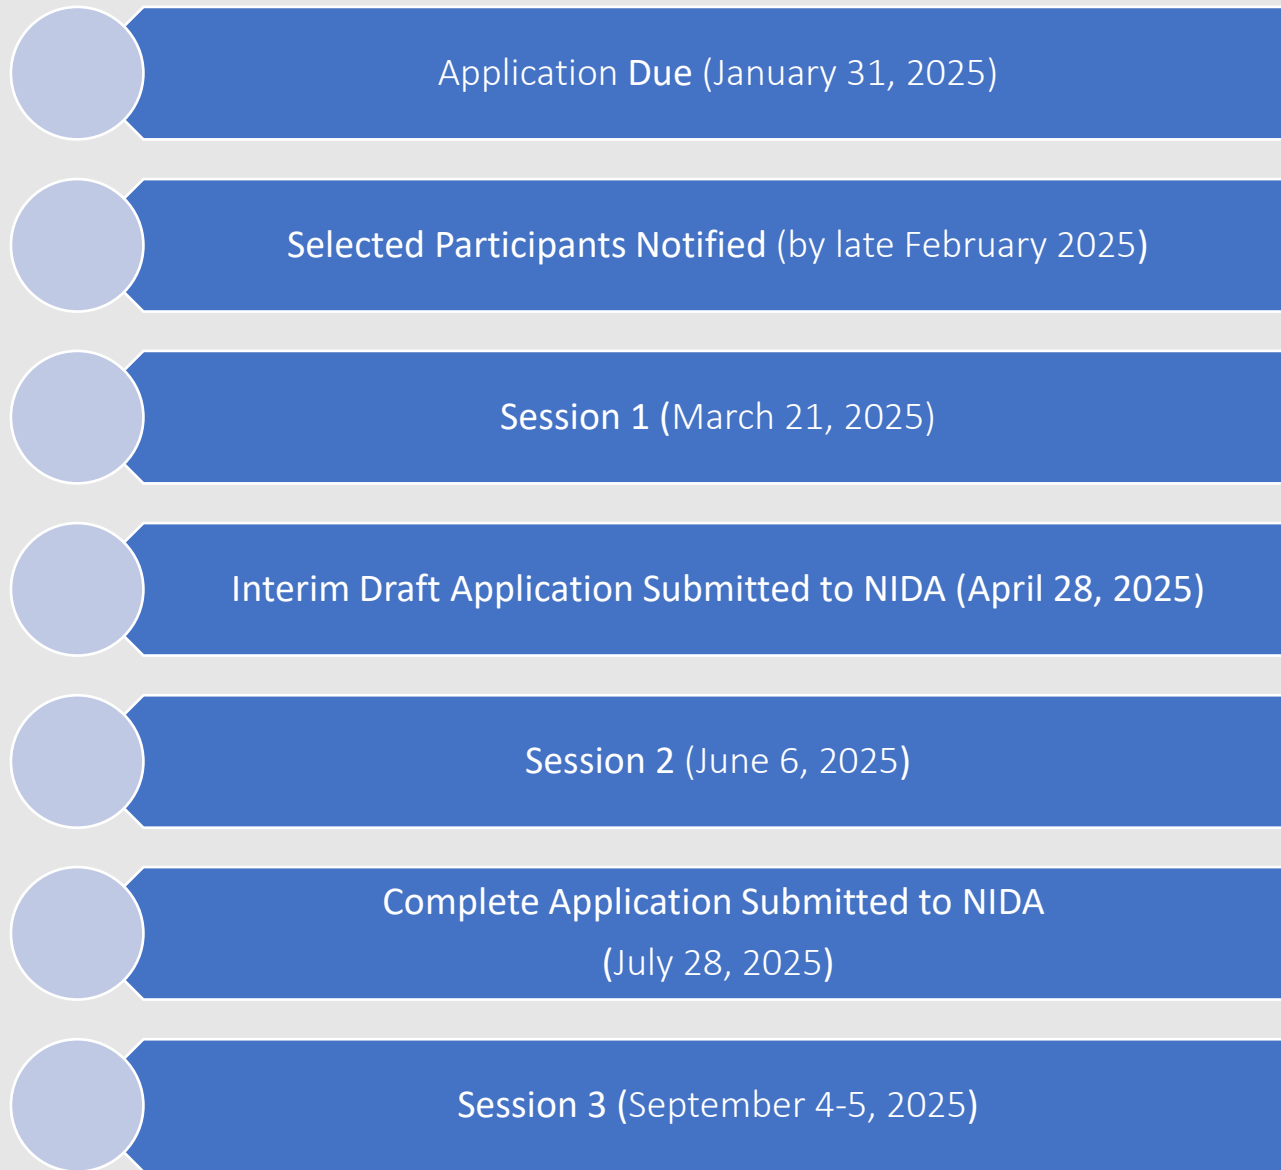 Application Due (January 31, 2025)
Selected Participants Notified (by late February 2025)
Session 1 (March 21, 2025)
Interim Draft Application Submitted to NIDA (April 28, 2025)
Session 2 (June 6, 2025)
Complete Application Submitted to NIDA
(July 28, 2025)
Session 3 (September 4-5, 2025)